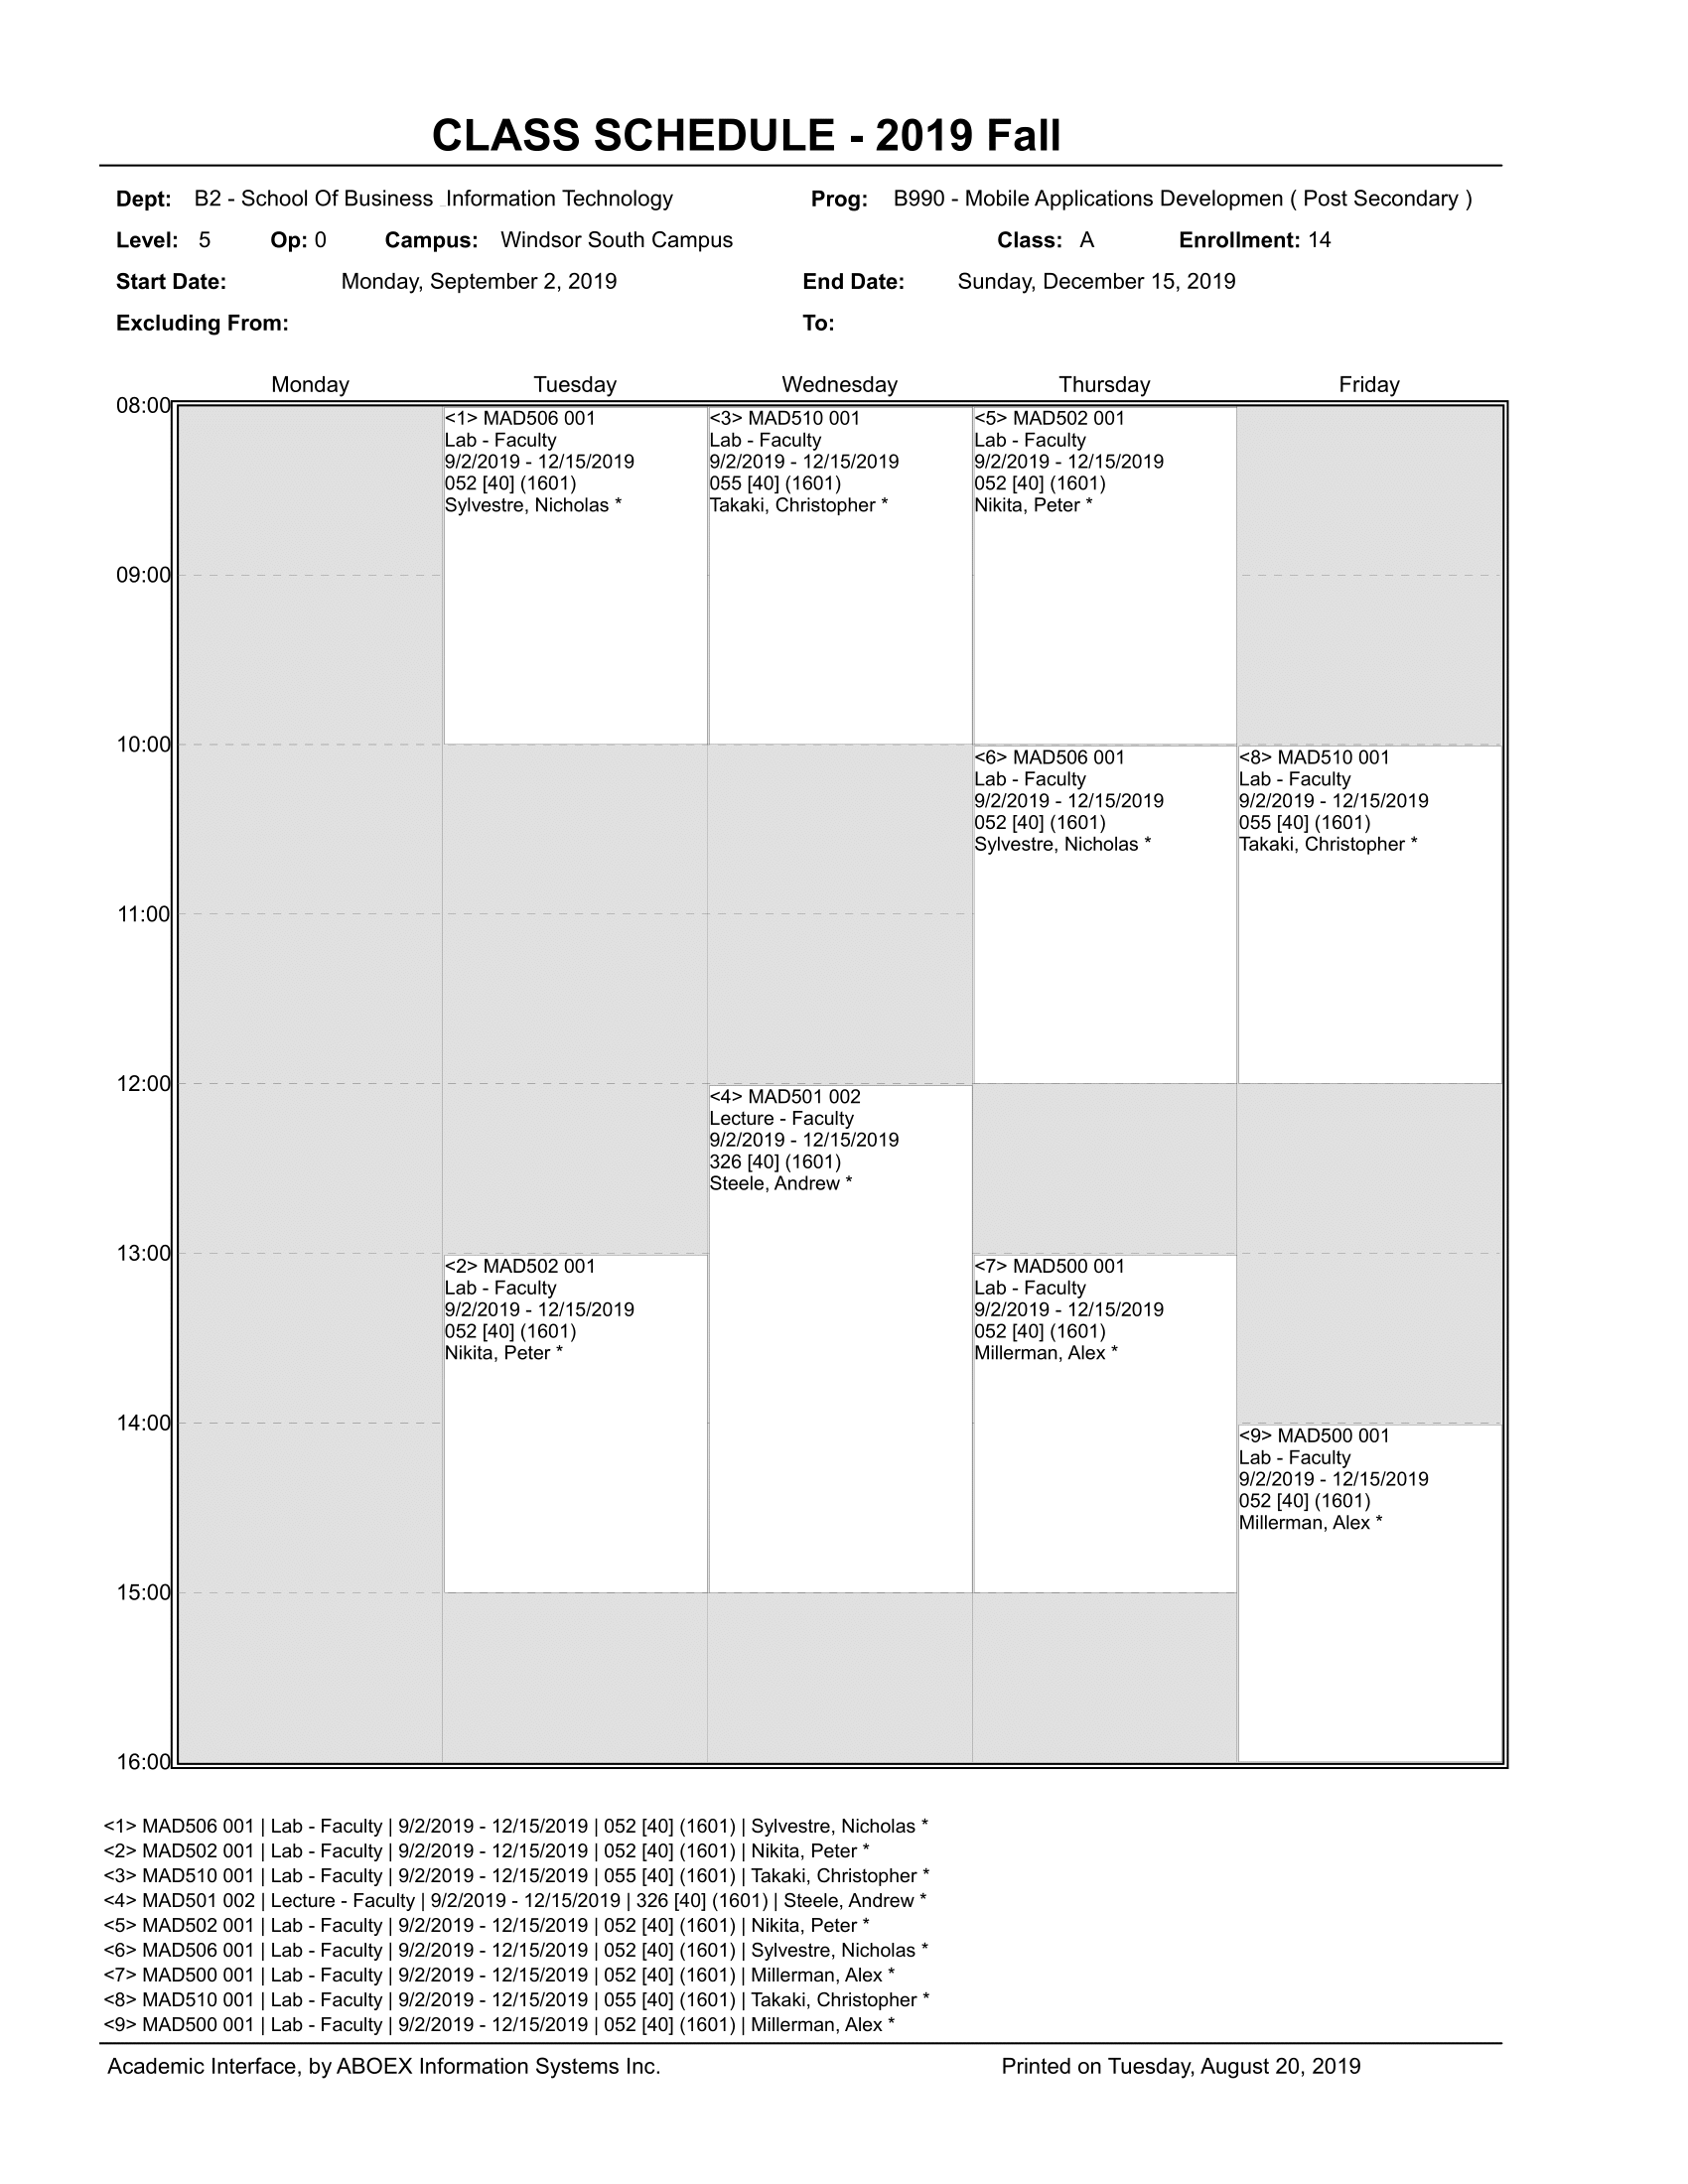 CLASS SCHEDULE - 2019 Fall
Dept: B2 - School Of Business Information Technology Prog: B990 - Mobile Applications Developmen ( Post Secondary )
Level: 5 Op: 0 Campus: Windsor South Campus Class: A Enrollment: 14
Start Date: Monday, September 2, 2019 End Date: Sunday, December 15, 2019
Excluding From: To:
Monday Tuesday Wednesday Thursday Friday
08:00
<1> MAD506 001
Lab - Faculty
9/2/2019 - 12/15/2019
052 [40] (1601)
Sylvestre, Nicholas *
<3> MAD510 001
Lab - Faculty
9/2/2019 - 12/15/2019
055 [40] (1601)
Takaki, Christopher *
<5> MAD502 001
Lab - Faculty
9/2/2019 - 12/15/2019
052 [40] (1601)
Nikita, Peter *
09:00
10:00
<6> MAD506 001
Lab - Faculty
9/2/2019 - 12/15/2019
052 [40] (1601)
Sylvestre, Nicholas *
<8> MAD510 001
Lab - Faculty
9/2/2019 - 12/15/2019
055 [40] (1601)
Takaki, Christopher *
11:00
12:00
<4> MAD501 002
Lecture - Faculty
9/2/2019 - 12/15/2019
326 [40] (1601)
Steele, Andrew *
13:00
<2> MAD502 001
Lab - Faculty
9/2/2019 - 12/15/2019
052 [40] (1601)
Nikita, Peter *
<7> MAD500 001
Lab - Faculty
9/2/2019 - 12/15/2019
052 [40] (1601)
Millerman, Alex *
14:00
<9> MAD500 001
Lab - Faculty
9/2/2019 - 12/15/2019
052 [40] (1601)
Millerman, Alex *
15:00
16:00
<1> MAD506 001 | Lab - Faculty | 9/2/2019 - 12/15/2019 | 052 [40] (1601) | Sylvestre, Nicholas *
<2> MAD502 001 | Lab - Faculty | 9/2/2019 - 12/15/2019 | 052 [40] (1601) | Nikita, Peter *
<3> MAD510 001 | Lab - Faculty | 9/2/2019 - 12/15/2019 | 055 [40] (1601) | Takaki, Christopher *
<4> MAD501 002 | Lecture - Faculty | 9/2/2019 - 12/15/2019 | 326 [40] (1601) | Steele, Andrew *
<5> MAD502 001 | Lab - Faculty | 9/2/2019 - 12/15/2019 | 052 [40] (1601) | Nikita, Peter *
<6> MAD506 001 | Lab - Faculty | 9/2/2019 - 12/15/2019 | 052 [40] (1601) | Sylvestre, Nicholas *
<7> MAD500 001 | Lab - Faculty | 9/2/2019 - 12/15/2019 | 052 [40] (1601) | Millerman, Alex *
<8> MAD510 001 | Lab - Faculty | 9/2/2019 - 12/15/2019 | 055 [40] (1601) | Takaki, Christopher *
<9> MAD500 001 | Lab - Faculty | 9/2/2019 - 12/15/2019 | 052 [40] (1601) | Millerman, Alex *
Academic Interface, by ABOEX Information Systems Inc. Printed on Tuesday, August 20, 2019